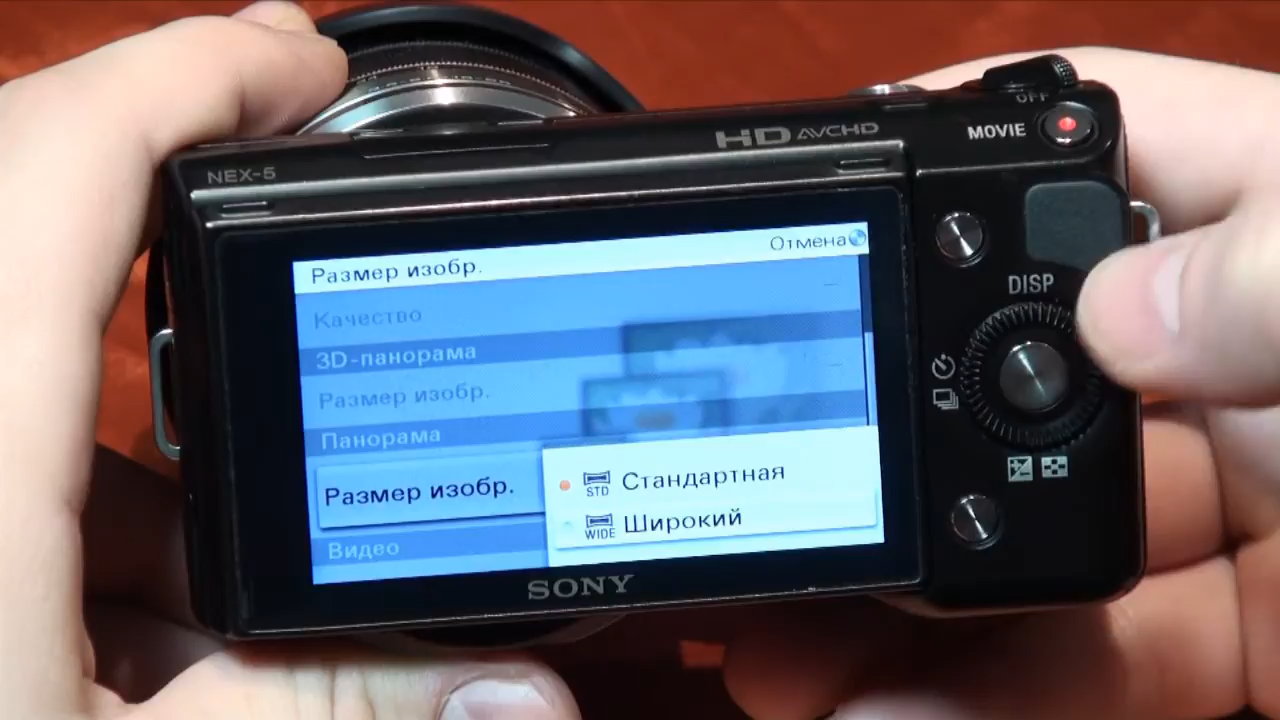 OFF
HD AVCHD
MOVIE
NEX-5
Отмена
Размер изобр.
Качество
3D-панорама
Размер изобр.
Панорама
Размер изобр.
STD Стандартная
WIDE Широкий
Видео
DISP
SONY